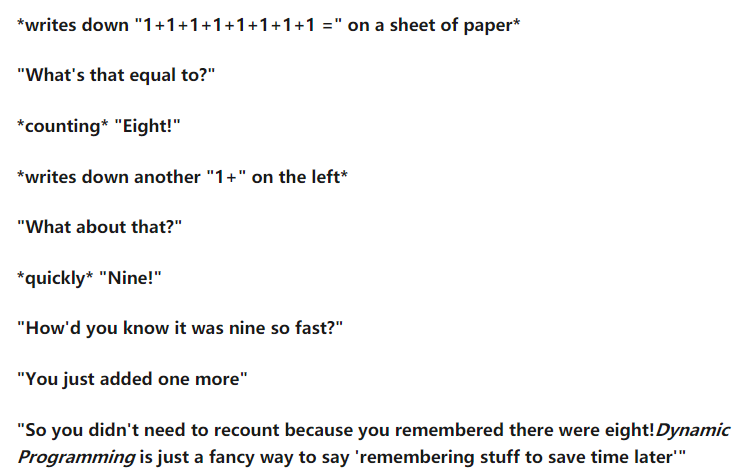 *writes down "1+1+1+1+1+1+1+1 =" on a sheet of paper*
"What's that equal to?"
*counting* "Eight!"
*writes down another "1+" on the left*
"What about that?"
*quickly* "Nine!"
"How'd you know it was nine so fast?"
"You just added one more"
"So you didn't need to recount because you remembered there were eight!Dynamic
Programming is just a fancy way to say 'remembering stuff to save time later'"